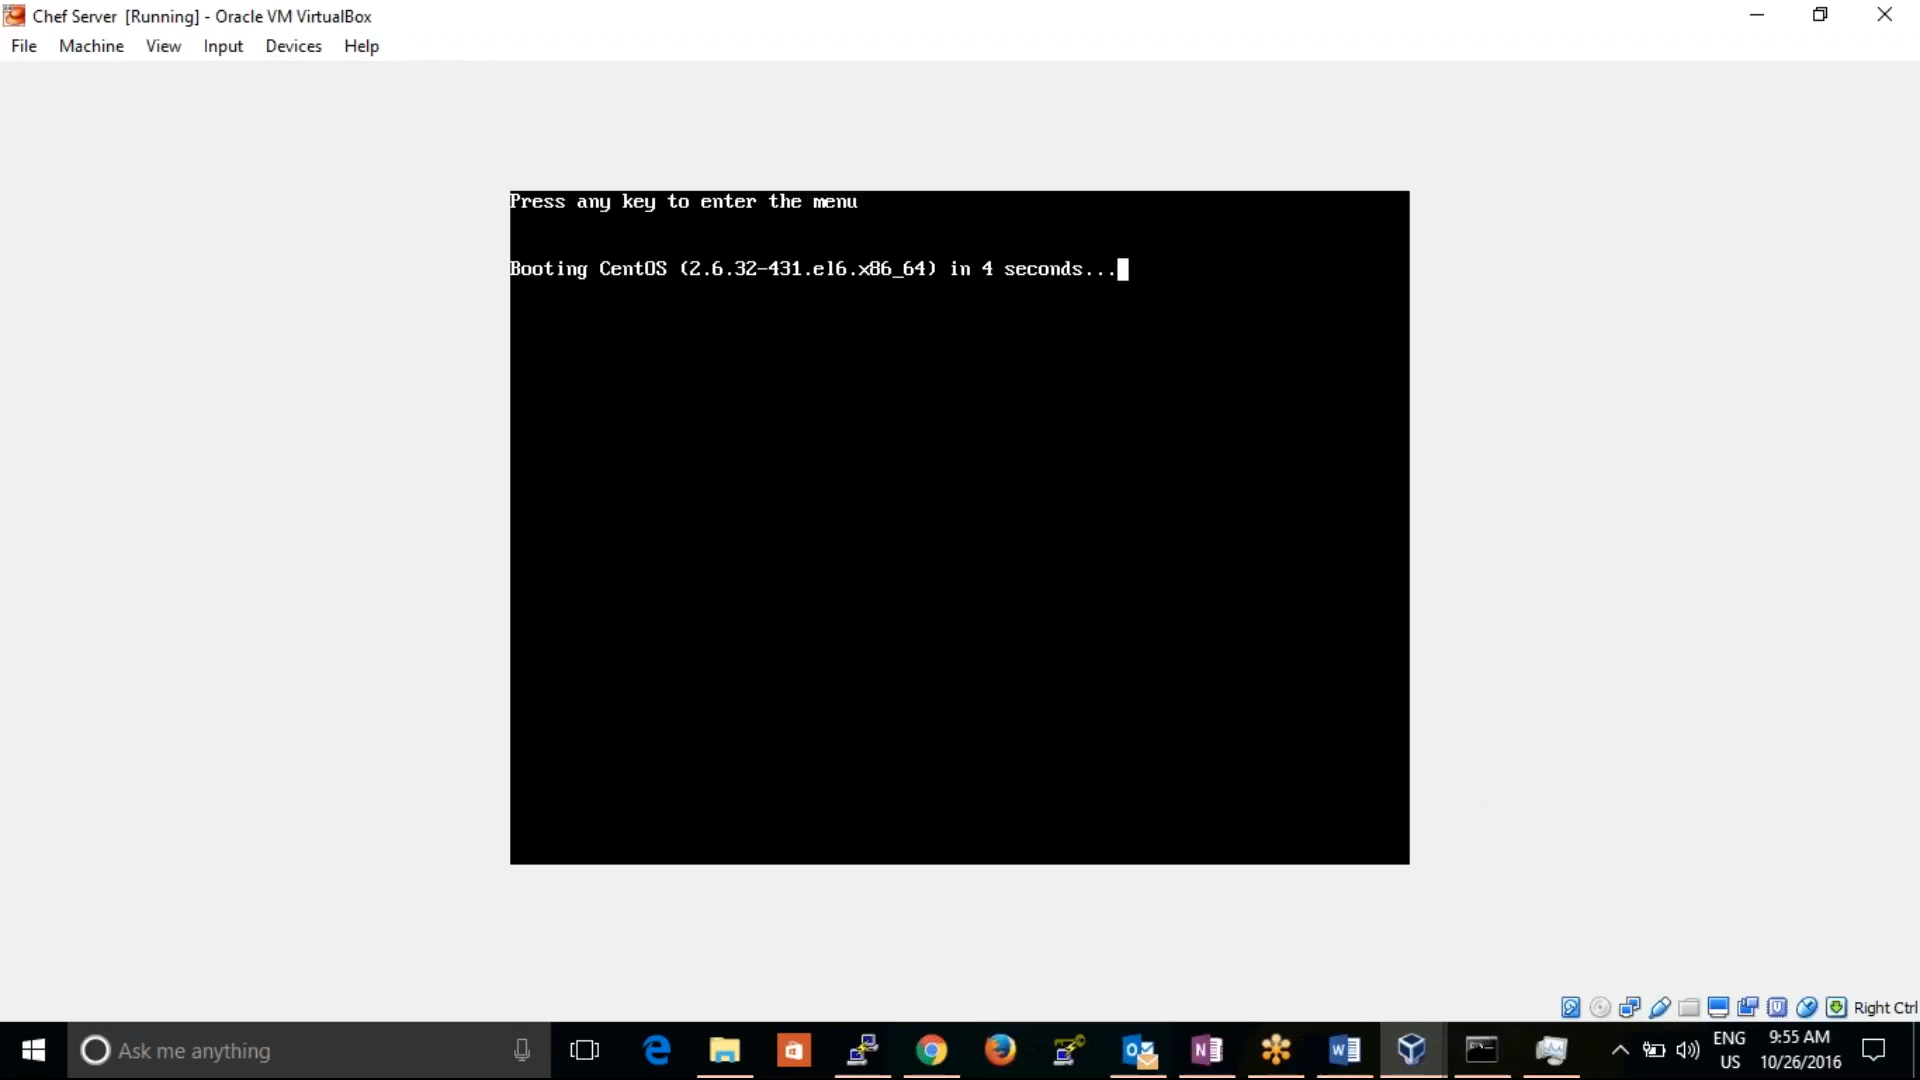 Chef Server [Running] - Oracle VM VirtualBox
File Machine View Input Devices Help
Press any key to enter the menu
Booting CentOS (2.6.32-431.el6.x86_64) in 4 seconds...
Right Ctrl
Ask me anything
ENG
US
9:55 AM
10/26/2016